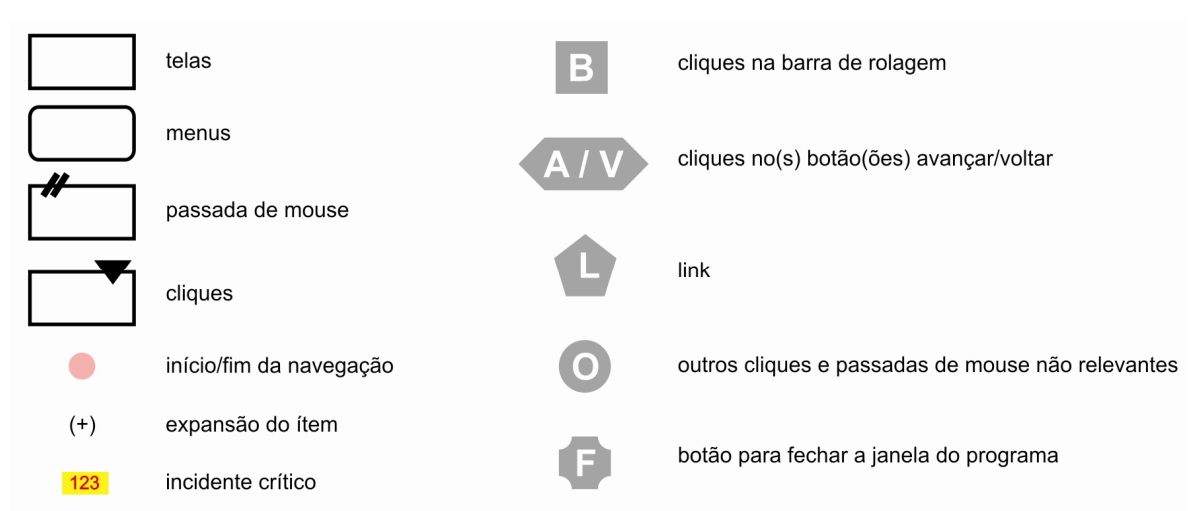 telas
menus
passada de mouse
cliques
início/fim da navegação
(+) expansão do ítem
123 incidente crítico
B cliques na barra de rolagem
A / V cliques no(s) botão(ões) avançar/voltar
L link
O outros cliques e passadas de mouse não relevantes
F botão para fechar a janela do programa